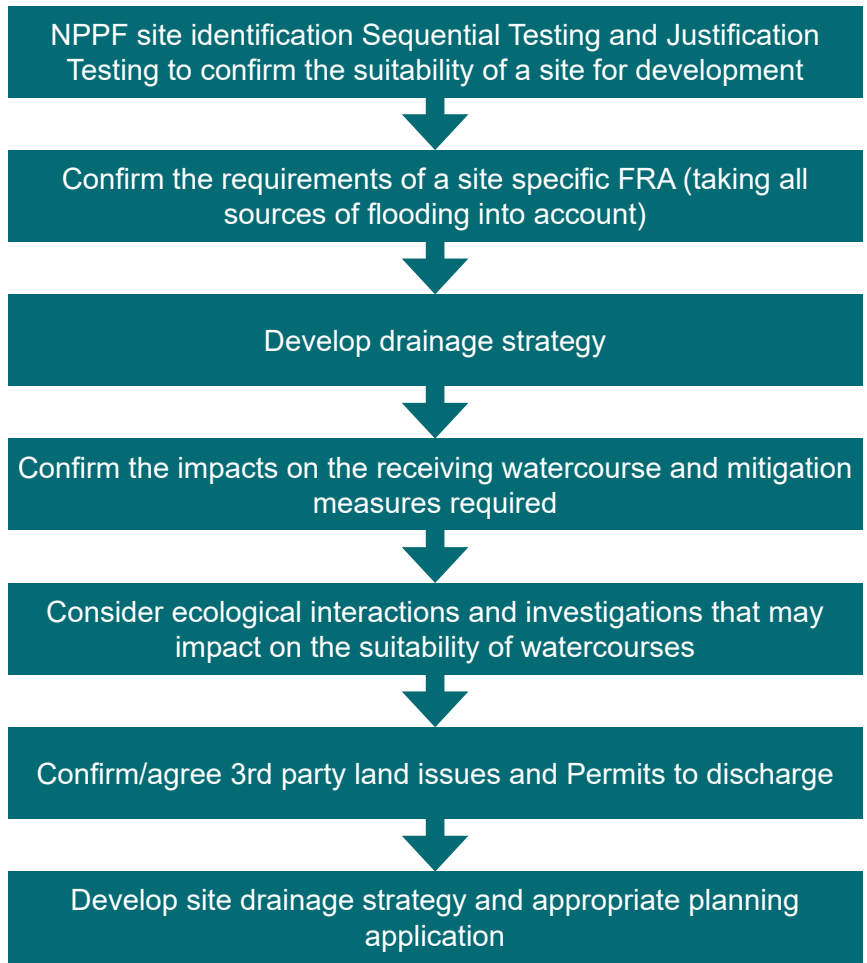 NPPF site identification Sequential Testing and Justification
Testing to confirm the suitability of a site for development
Confirm the requirements of a site specific FRA (taking all
sources of flooding into account)
Develop drainage strategy
Confirm the impacts on the receiving watercourse and mitigation
measures required
Consider ecological interactions and investigations that may
impact on the suitability of watercourses
Confirm/agree 3rd party land issues and Permits to discharge
Develop site drainage strategy and appropriate planning
application